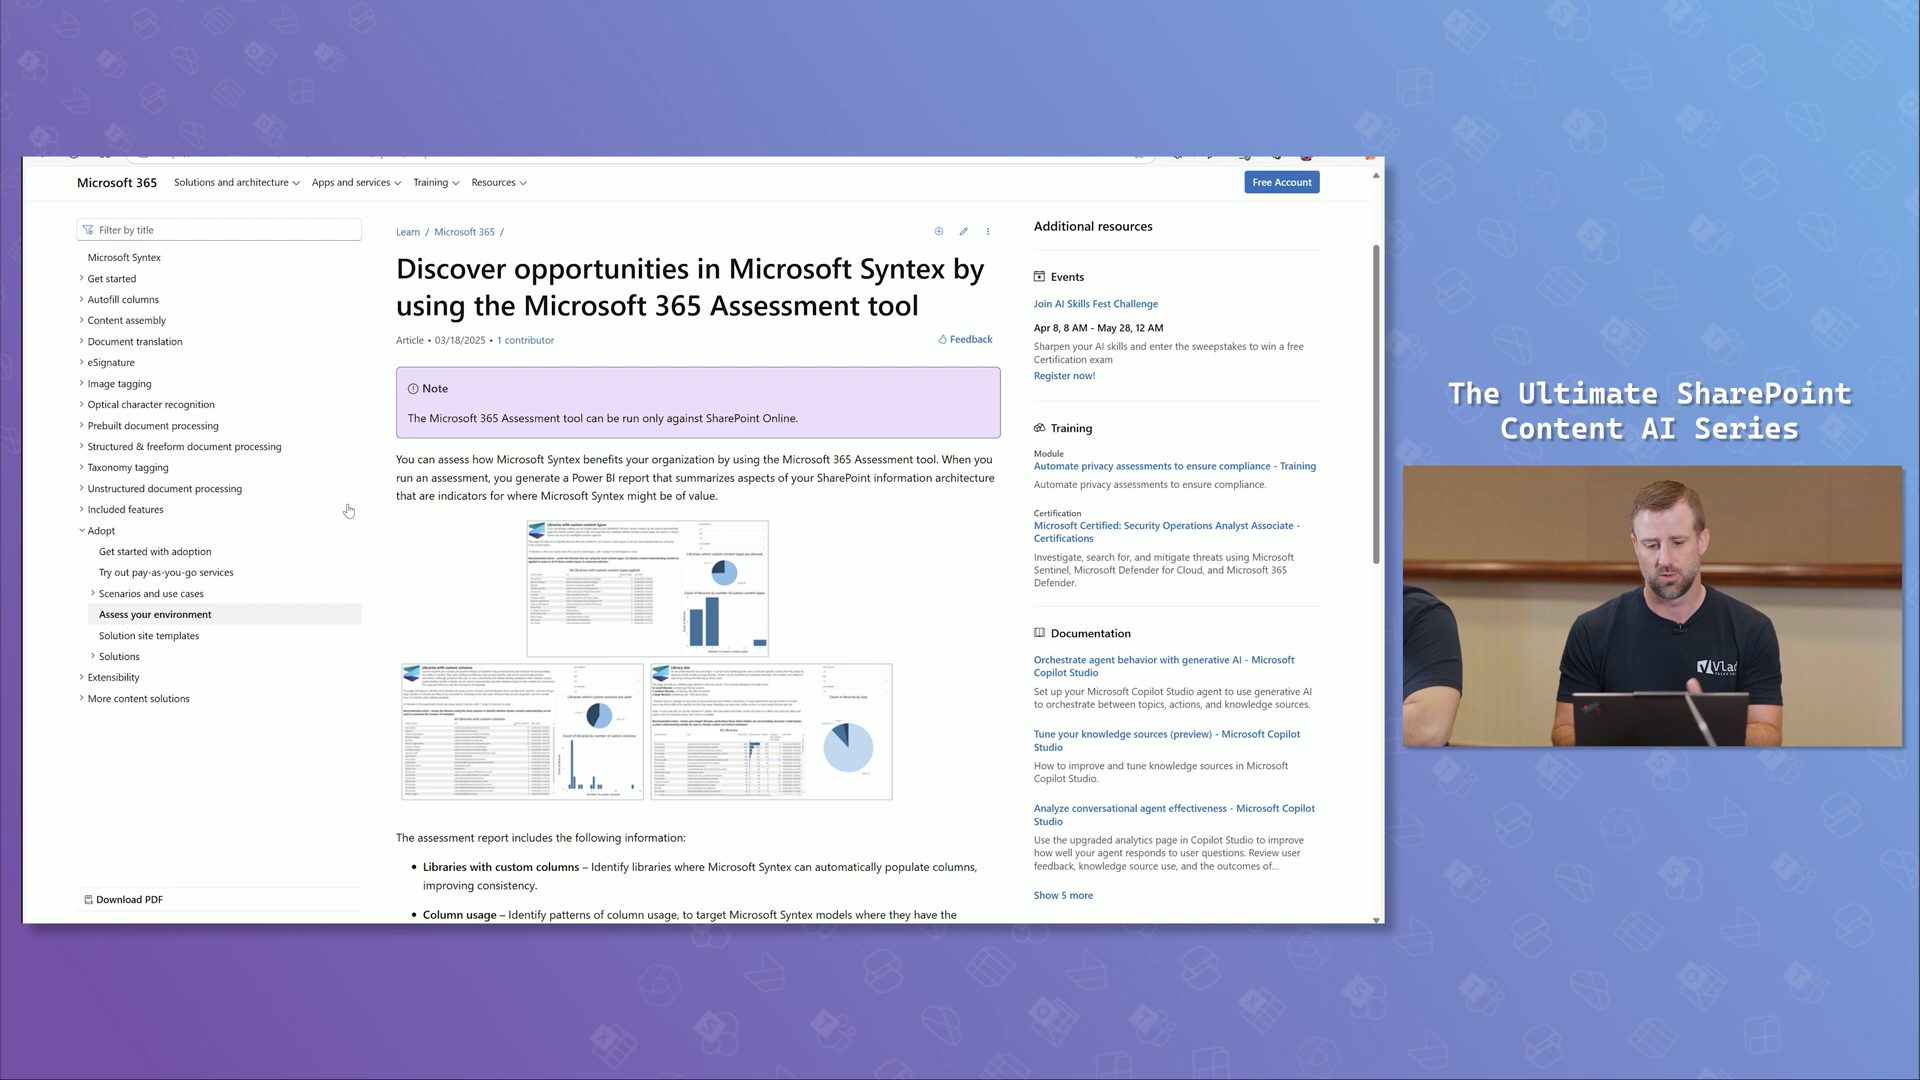 Microsoft 365
Solutions and architecture
Apps and services
Training
Resources
Free Account
Filter by title
Microsoft Syntex
Get started
Autofill columns
Content assembly
Document translation
eSignature
Image tagging
Optical character recognition
Prebuilt document processing
Structured & freeform document processing
Taxonomy tagging
Unstructured document processing
Included features
Adopt
Get started with adoption
Try out pay-as-you-go services
Scenarios and use cases
Assess your environment
Solution site templates
Solutions
Extensibility
More content solutions
Download PDF
Learn / Microsoft 365 /
Discover opportunities in Microsoft Syntex by
using the Microsoft 365 Assessment tool
Article • 03/18/2025 • 1 contributor
Feedback
Note
The Microsoft 365 Assessment tool can be run only against SharePoint Online.
You can assess how Microsoft Syntex benefits your organization by using the Microsoft 365 Assessment tool. When you
run an assessment, you generate a Power BI report that summarizes aspects of your SharePoint information architecture
that are indicators for where Microsoft Syntex might be of value.
Libraries with custom content types
Libraries with custom columns
Library size
The assessment report includes the following information:
• Libraries with custom columns – Identify libraries where Microsoft Syntex can automatically populate columns,
improving consistency.
• Column usage – Identify patterns of column usage, to target Microsoft Syntex models where they have the
Additional resources
Events
Join AI Skills Fest Challenge
Apr 8, 8 AM - May 28, 12 AM
Sharpen your AI skills and enter the sweepstakes to win a free
Certification exam
Register now!
Training
Module
Automate privacy assessments to ensure compliance - Training
Automate privacy assessments to ensure compliance.
Certification
Microsoft Certified: Security Operations Analyst Associate -
Certifications
Investigate, search for, and mitigate threats using Microsoft
Sentinel, Microsoft Defender for Cloud, and Microsoft 365
Defender.
Documentation
Orchestrate agent behavior with generative AI - Microsoft
Copilot Studio
Set up your Microsoft Copilot Studio agent to use generative AI
to orchestrate between topics, actions, and knowledge sources.
Tune your knowledge sources (preview) - Microsoft Copilot
Studio
How to improve and tune knowledge sources in Microsoft
Copilot Studio.
Analyze conversational agent effectiveness - Microsoft Copilot
Studio
Use the upgraded analytics page in Copilot Studio to improve
how well your agent responds to user questions. Review user
feedback, knowledge source use, and the outcomes of...
Show 5 more
The Ultimate SharePoint
Content AI Series